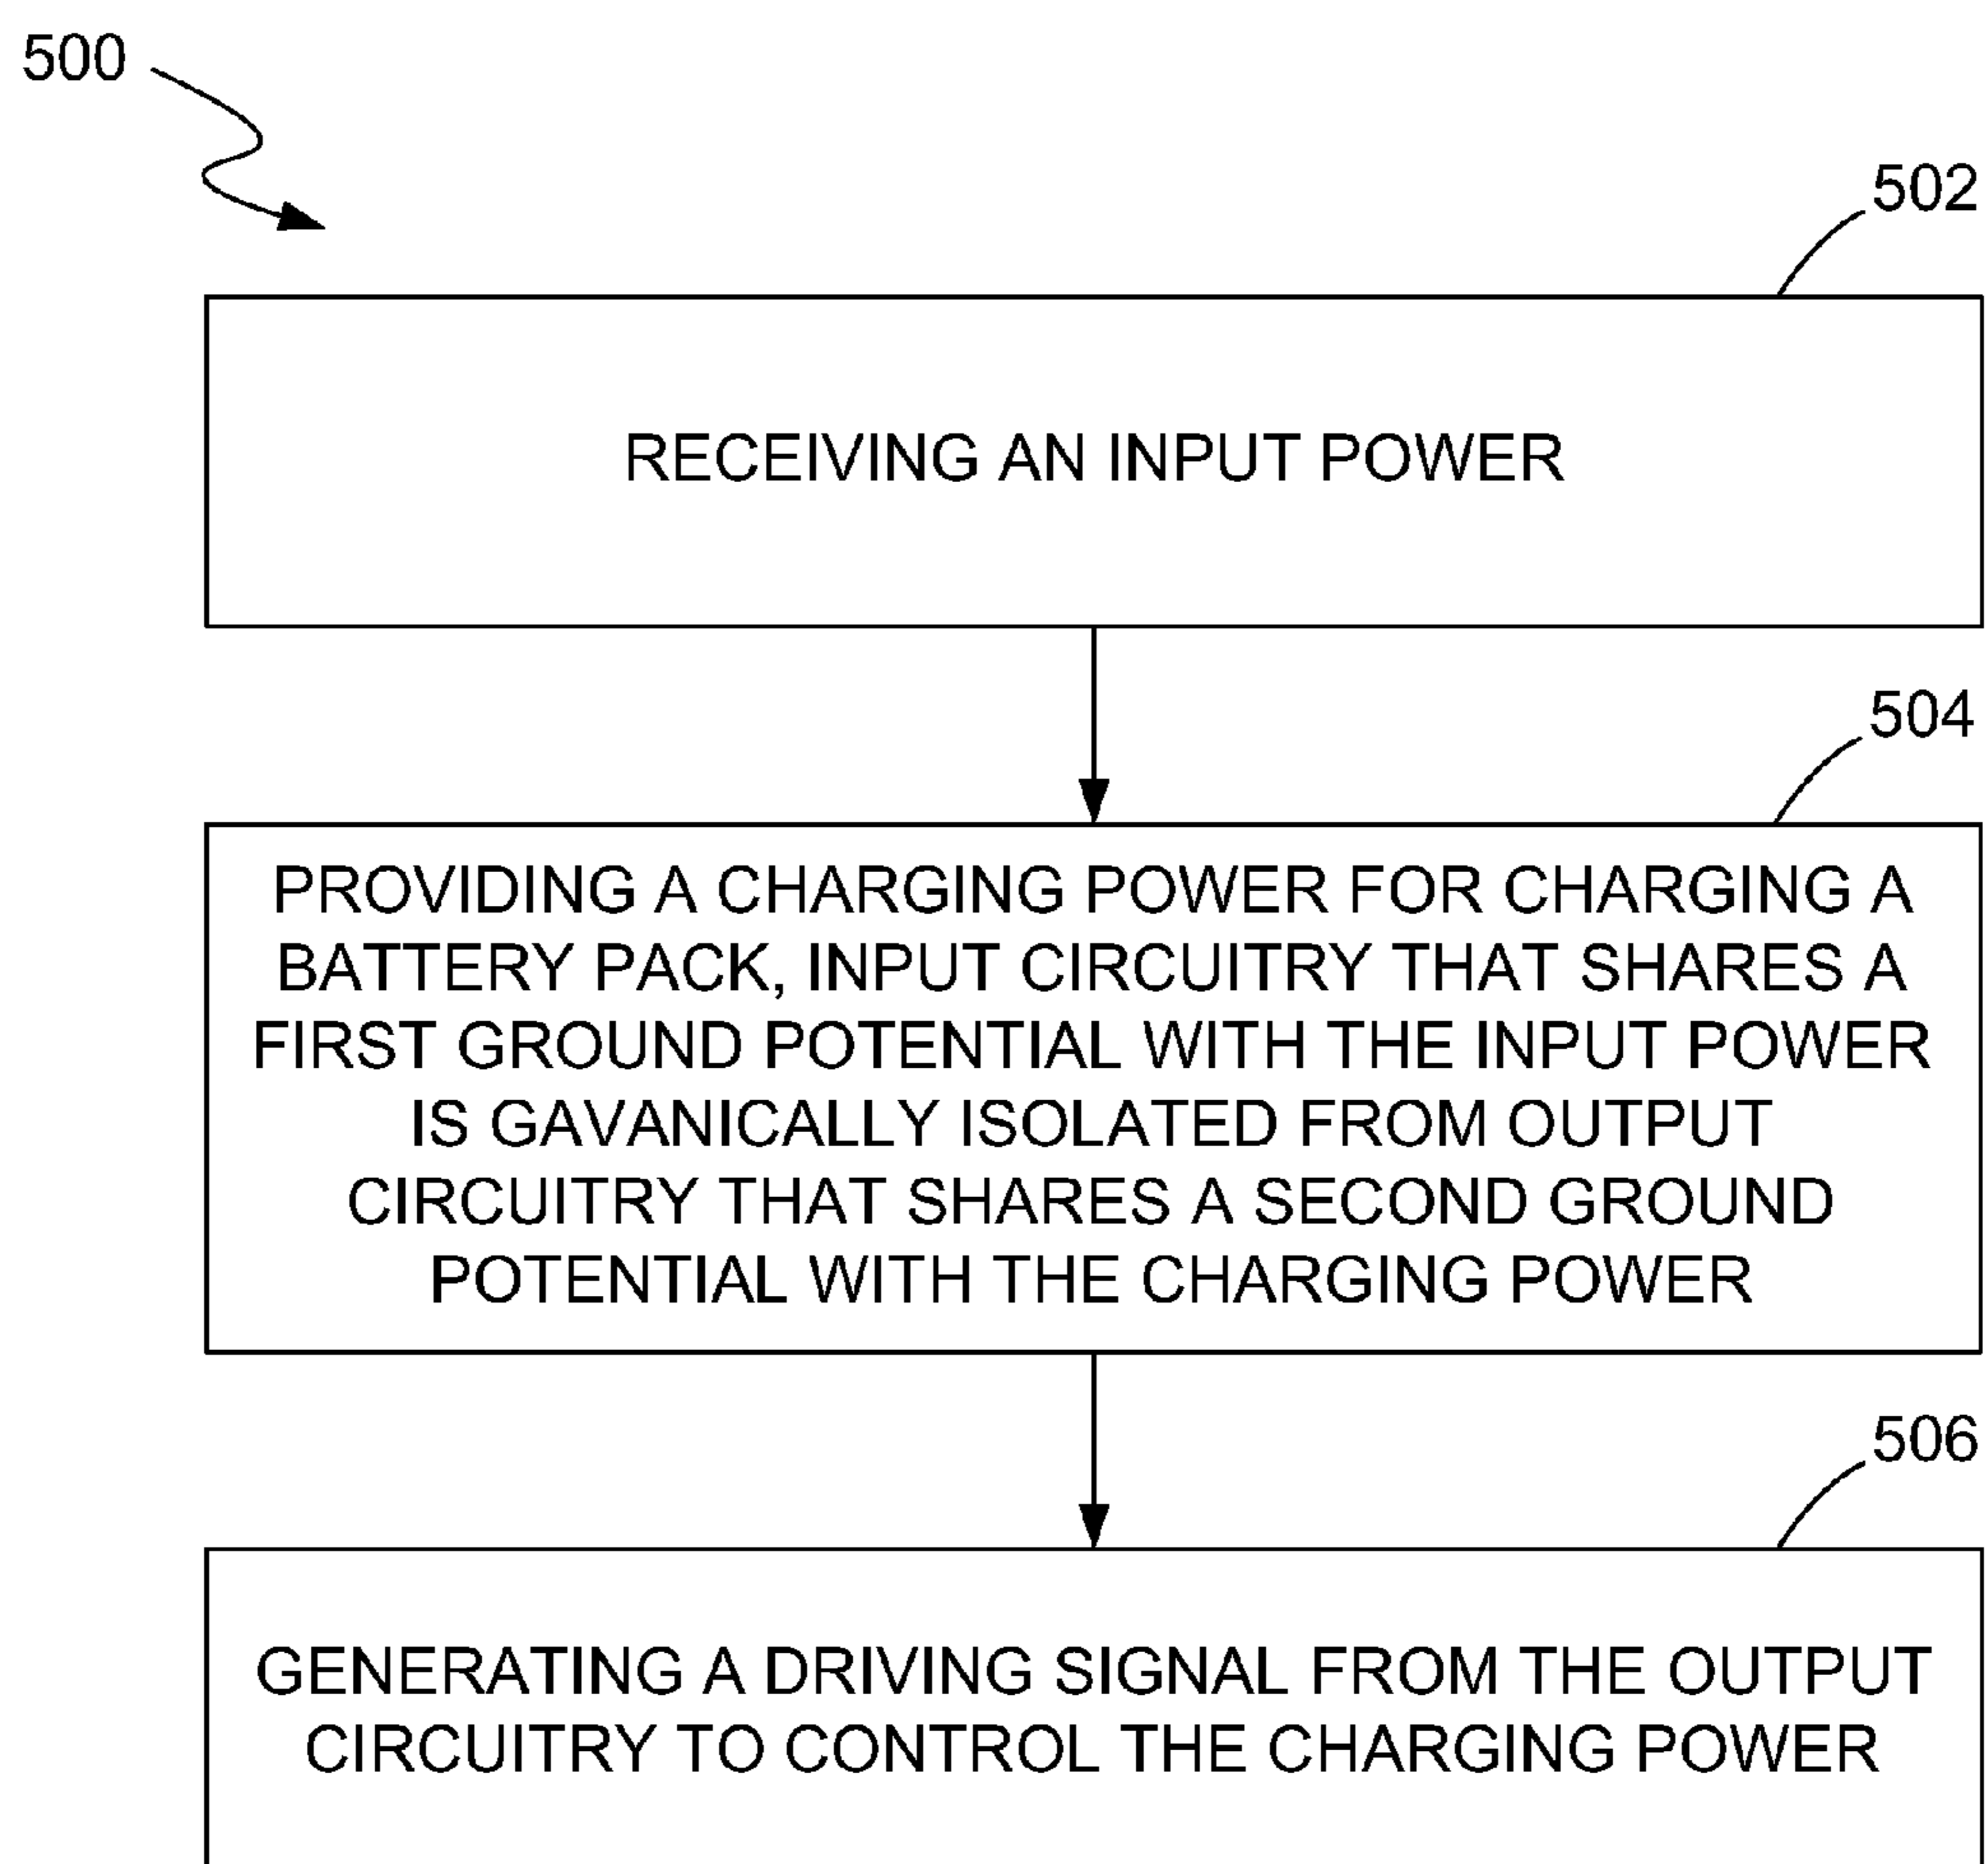 500
502
RECEIVING AN INPUT POWER
504
PROVIDING A CHARGING POWER FOR CHARGING A
BATTERY PACK, INPUT CIRCUITRY THAT SHARES A
FIRST GROUND POTENTIAL WITH THE INPUT POWER
IS GAVANICALLY ISOLATED FROM OUTPUT
CIRCUITRY THAT SHARES A SECOND GROUND
POTENTIAL WITH THE CHARGING POWER
506
GENERATING A DRIVING SIGNAL FROM THE OUTPUT
CIRCUITRY TO CONTROL THE CHARGING POWER